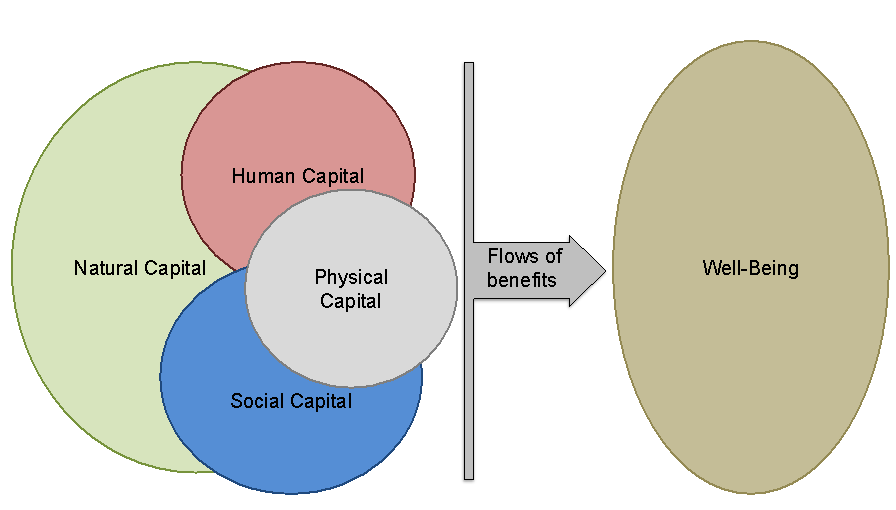 Human Capital
Natural Capital
Physical
Capital
Social Capital
Flows of
benefits
Well-Being